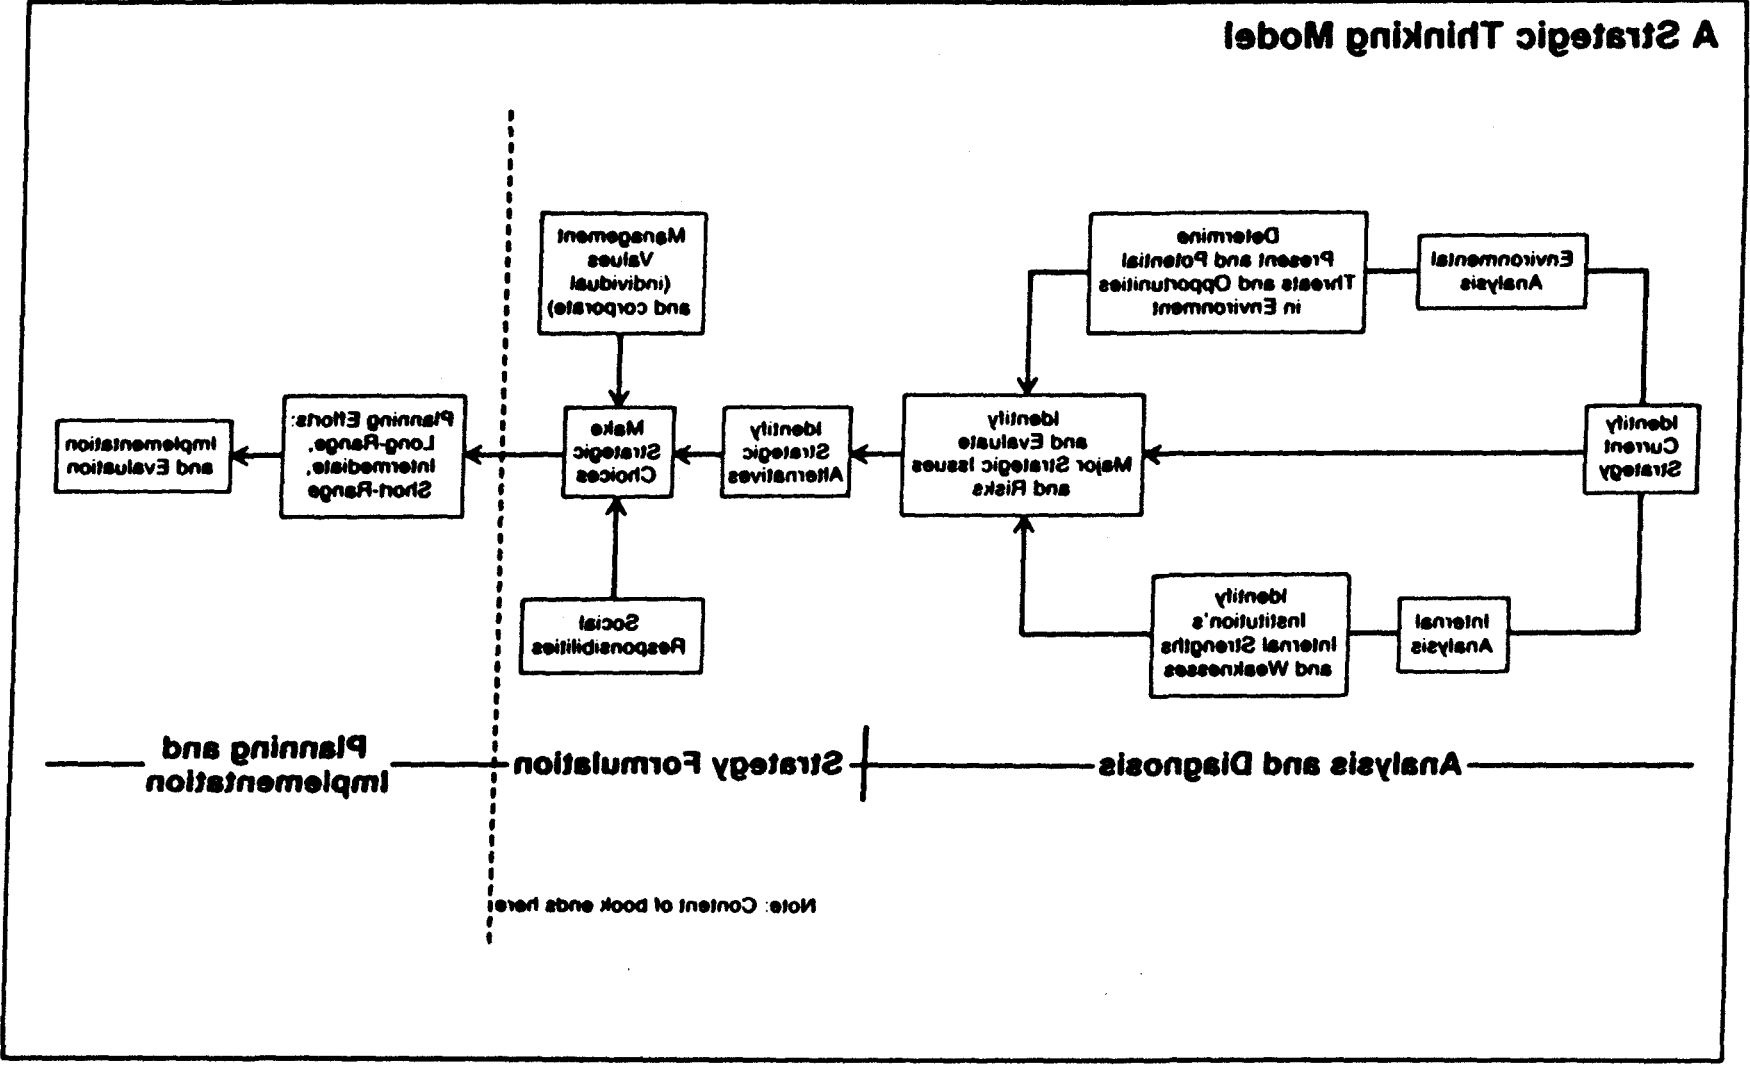 A Strategic Thinking Model
Identify
Current
Strategy
Environmental
Analysis
Determine
Present and Potential
Threats and Opportunities
in Environment
Internal
Analysis
Identify
Institution's
Internal Strengths
and Weaknesses
Identify
and Evaluate
Major Strategic Issues
and Risks
Identify
Strategic
Alternatives
Management
Values
(individual
and corporate)
Make
Strategic
Choices
Social
Responsibilities
Planning Efforts:
Long-Range,
Intermediate,
Short-Range
Implementation
and Evaluation
Analysis and Diagnosis
Strategy Formulation
Planning and
Implementation
Note: Content of book ends here